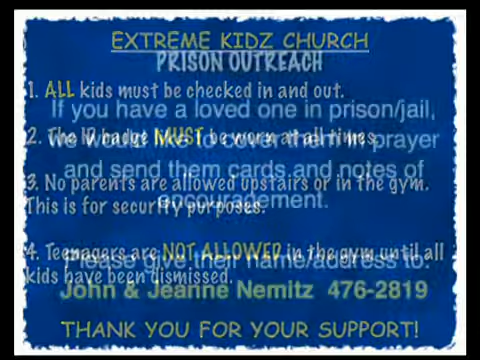 EXTREME KIDZ CHURCH
PRISON OUTREACH
1. ALL kids must be checked in and out.
If you have a loved one in prison/jail,
2. The ID badge MUST be worn at all times.
we would like to cover them in prayer
and send them cards and notes of
3. No parents are allowed upstairs or in the gym.
This is for security purposes.
encouragement.
4. Teenagers are NOT ALLOWED in the gym until all
Please give their name/address to:
kids have been dismissed.
John & Jeanne Nemitz 476-2819
THANK YOU FOR YOUR SUPPORT!